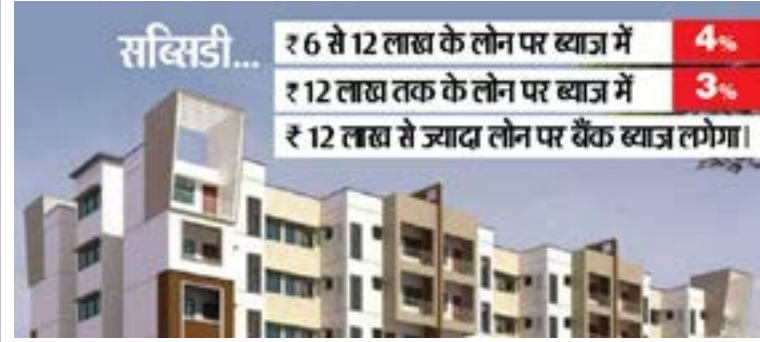 सब्सिडी...
₹ 6 से 12 लाख के लोन पर ब्याज में 4%
₹ 12 लाख तक के लोन पर ब्याज में 3%
₹ 12 लाख से ज्यादा लोन पर बैंक ब्याज लगेगा।